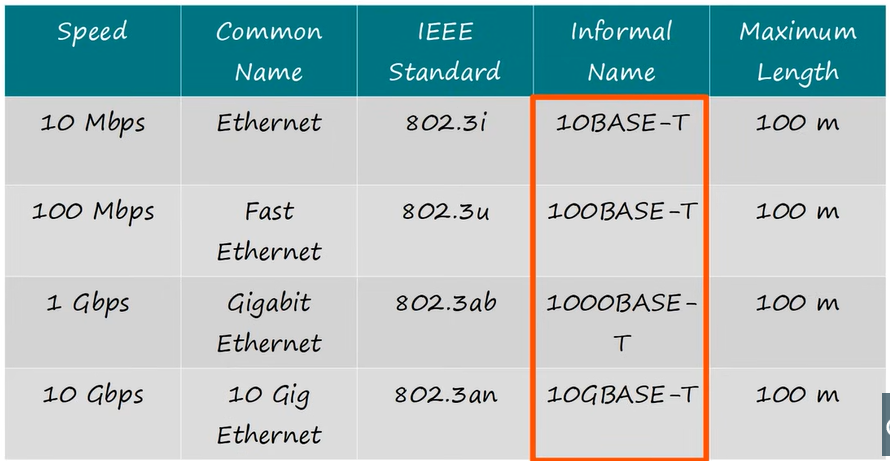 Speed Common Name IEEE Standard Informal Name Maximum Length
10 Mbps Ethernet 802.3i 10BASE-T 100 m
100 Mbps Fast Ethernet 802.3u 100BASE-T 100 m
1 Gbps Gigabit Ethernet 802.3ab 1000BASE-T 100 m
10 Gbps 10 Gig Ethernet 802.3an 10GBASE-T 100 m